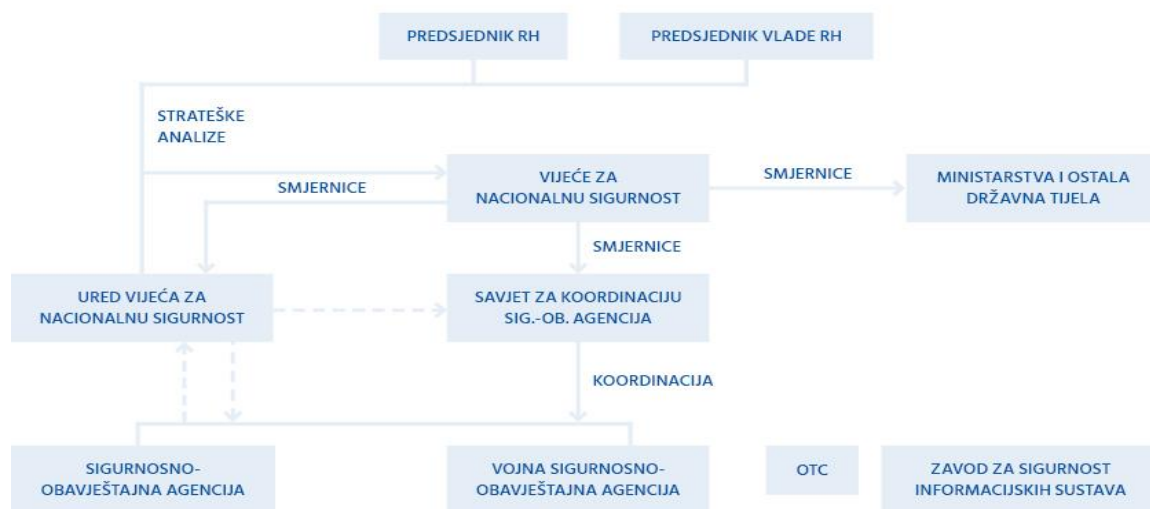 PREDSJEDNIK RH
PREDSJEDNIK VLADE RH
STRATEŠKE
ANALIZE
SMJERNICE
VIJEĆE ZA
NACIONALNU SIGURNOST
SMJERNICE
MINISTARSTVA I OSTALA
DRŽAVNA TIJELA
SMJERNICE
URED VIJEĆA ZA
NACIONALNU SIGURNOST
SAVJET ZA KOORDINACIJU
SIG.-OB. AGENCIJA
KOORDINACIJA
SIGURNOSNO-
OBAVJEŠTAJNA AGENCIJA
VOJNA SIGURNOSNO-
OBAVJEŠTAJNA AGENCIJA
OTC
ZAVOD ZA SIGURNOST
INFORMACIJSKIH SUSTAVA